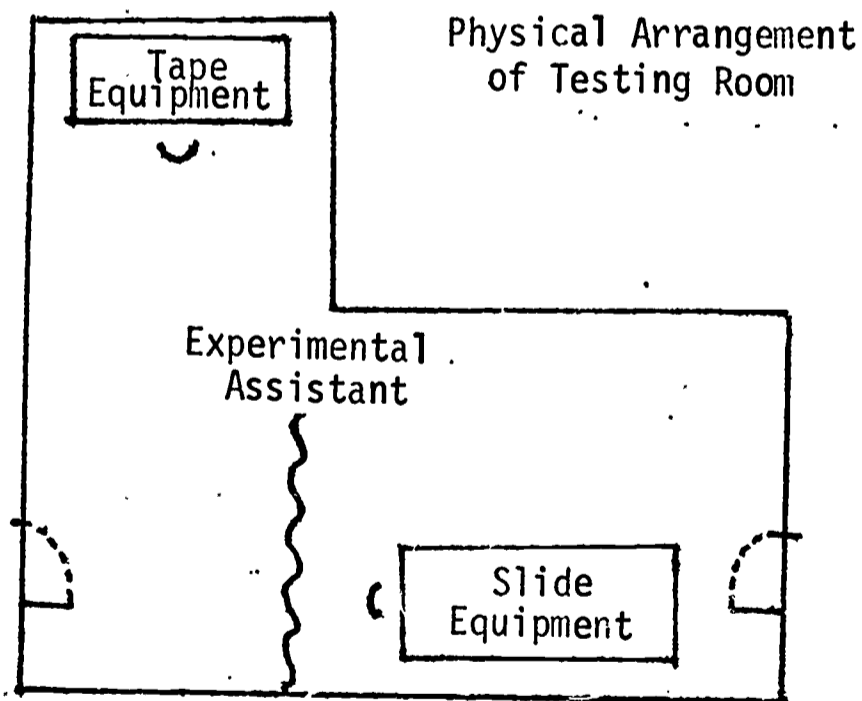 Physical Arrangement
of Testing Room
Tape
Equipment
Experimental
Assistant
Slide
Equipment